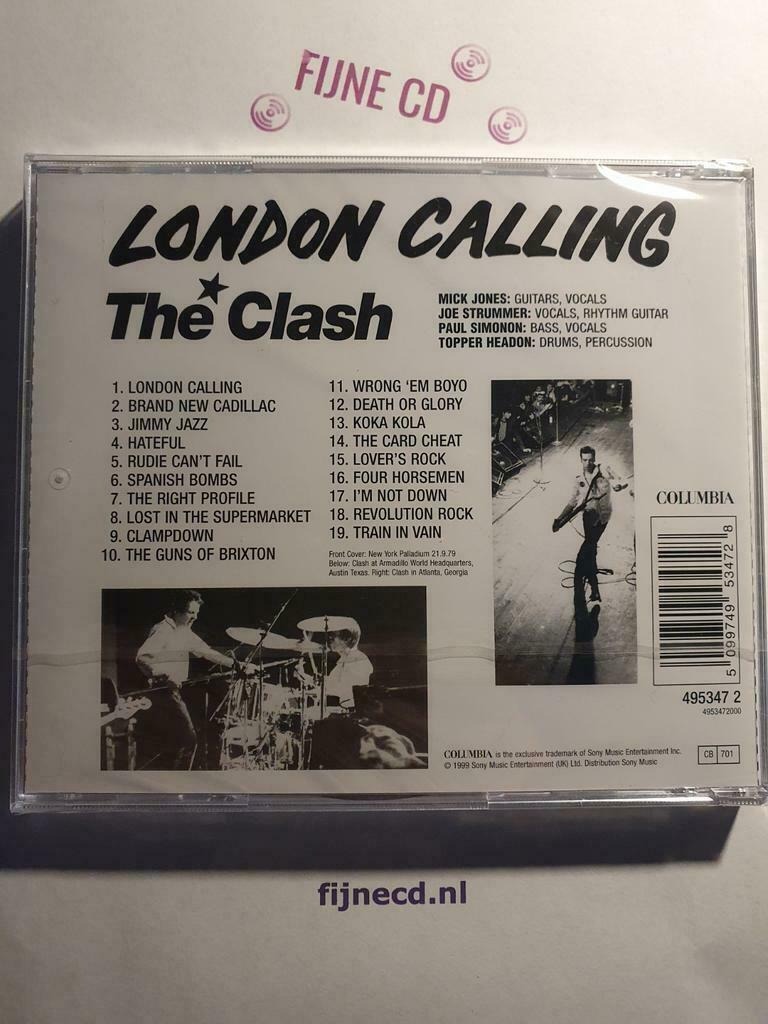 FIJNE CD
LONDON CALLING
The Clash
MICK JONES: GUITARS, VOCALS
JOE STRUMMER: VOCALS, RHYTHM GUITAR
PAUL SIMONON: BASS, VOCALS
TOPPER HEADON: DRUMS, PERCUSSION
1. LONDON CALLING
2. BRAND NEW CADILLAC
3. JIMMY JAZZ
4. HATEFUL
5. RUDIE CAN'T FAIL
6. SPANISH BOMBS
7. THE RIGHT PROFILE
8. LOST IN THE SUPERMARKET
9. CLAMPDOWN
10. THE GUNS OF BRIXTON
11. WRONG 'EM BOYO
12. DEATH OR GLORY
13. KOKA KOLA
14. THE CARD CHEAT
15. LOVER'S ROCK
16. FOUR HORSEMEN
17. I'M NOT DOWN
18. REVOLUTION ROCK
19. TRAIN IN VAIN
Front Cover: New York Palladium 21.9.79
Below: Clash at Armadillo World Headquarters,
Austin Texas. Right: Clash in Atlanta, Georgia
COLUMBIA
5 099749 534728
495347 2
4953472000
COLUMBIA is the exclusive trademark of Sony Music Entertainment Inc.
© 1999 Sony Music Entertainment (UK) Ltd. Distribution Sony Music
CB 701
fijnecd.nl